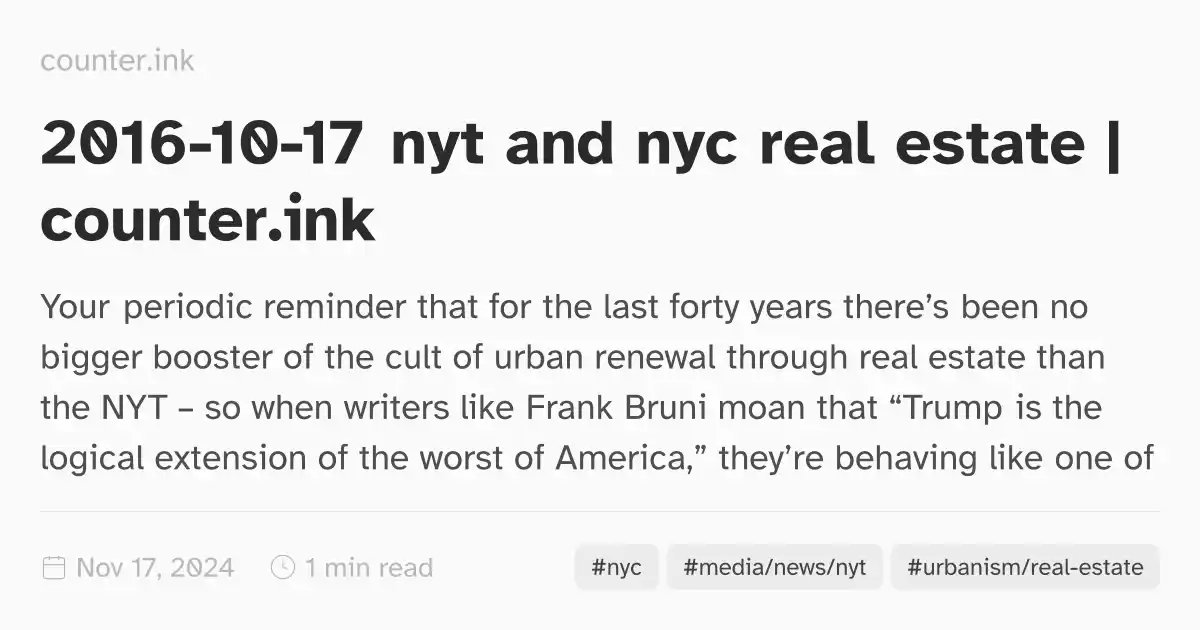 counter.ink
2016-10-17 nyt and nyc real estate |
counter.ink
Your periodic reminder that for the last forty years there’s been no
bigger booster of the cult of urban renewal through real estate than
the NYT – so when writers like Frank Bruni moan that “Trump is the
logical extension of the worst of America,” they’re behaving like one of
Nov 17, 2024 1 min read #nyc #media/news/nyt #urbanism/real-estate